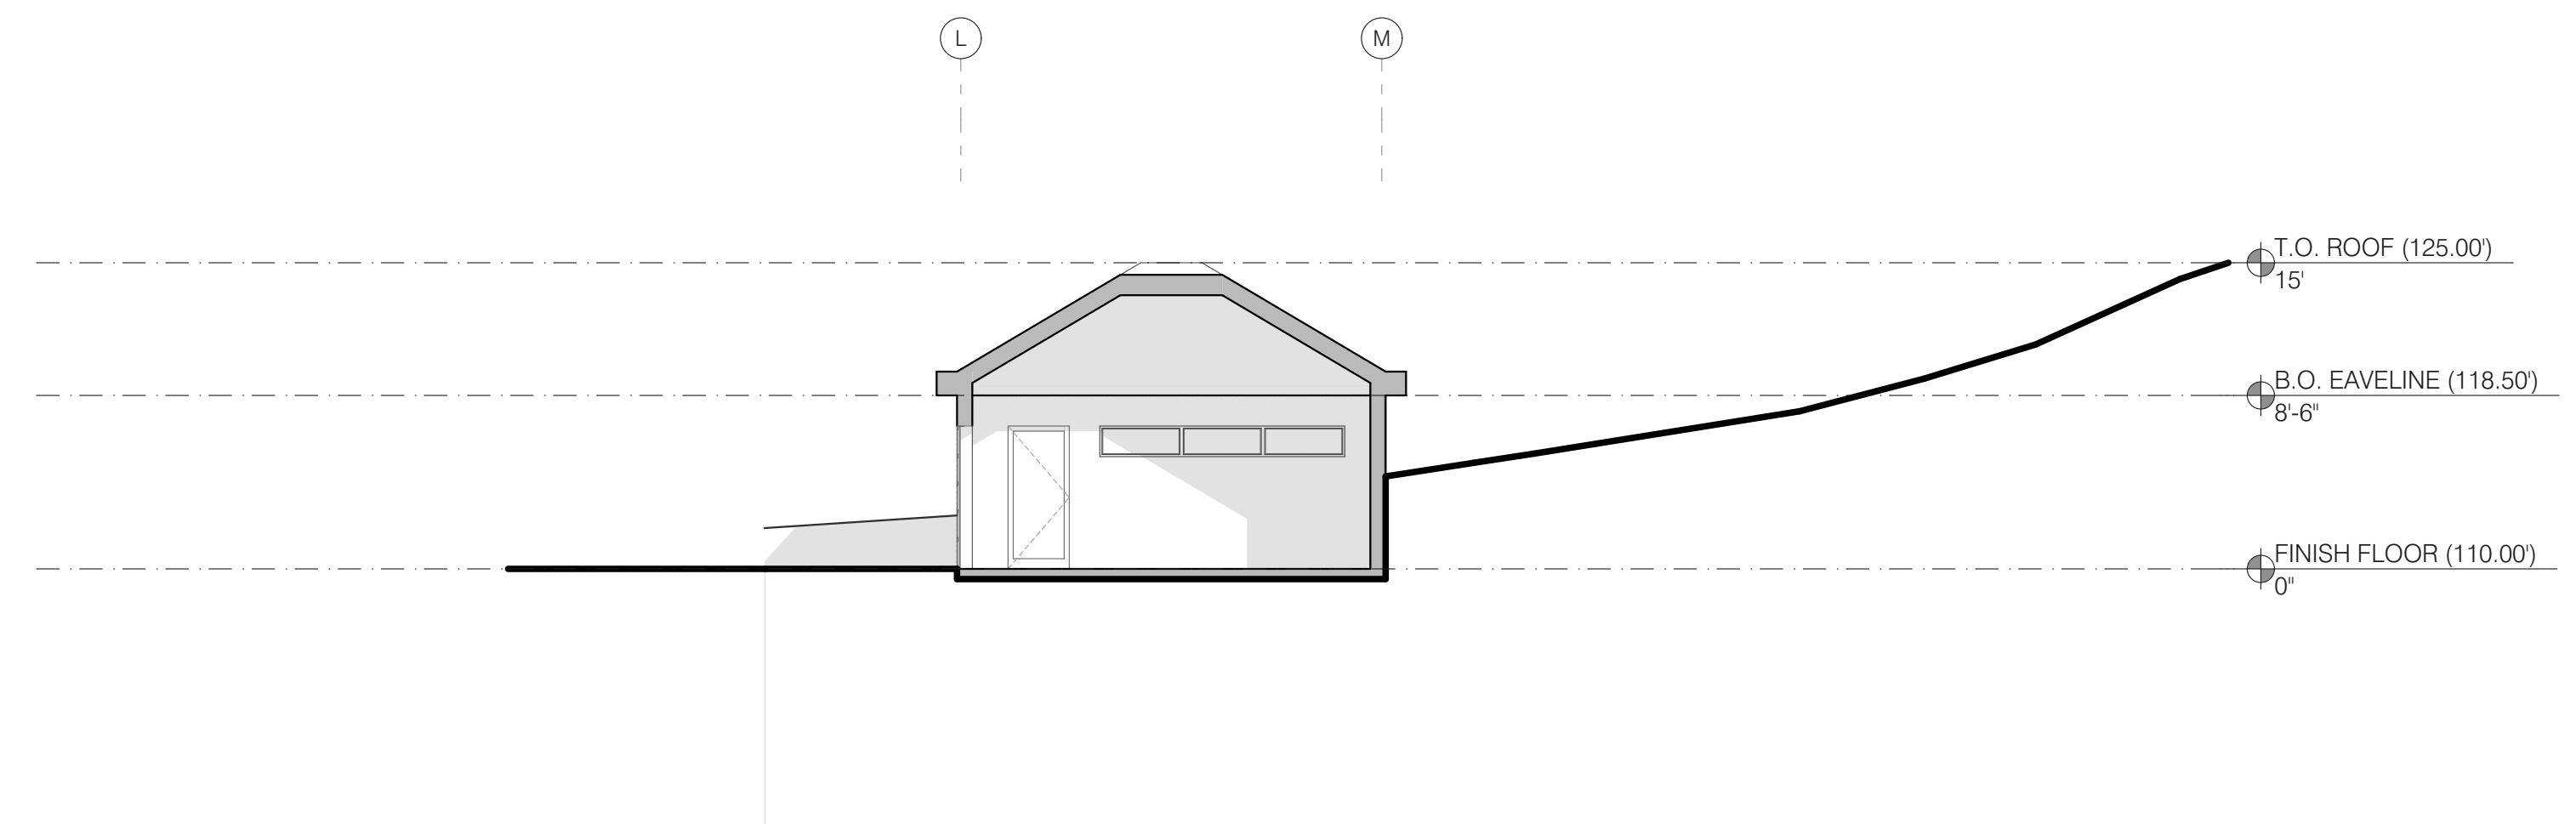 L
M
T.O. ROOF (125.00')
15'
B.O. EAVELINE (118.50')
8'-6"
FINISH FLOOR (110.00')
0"